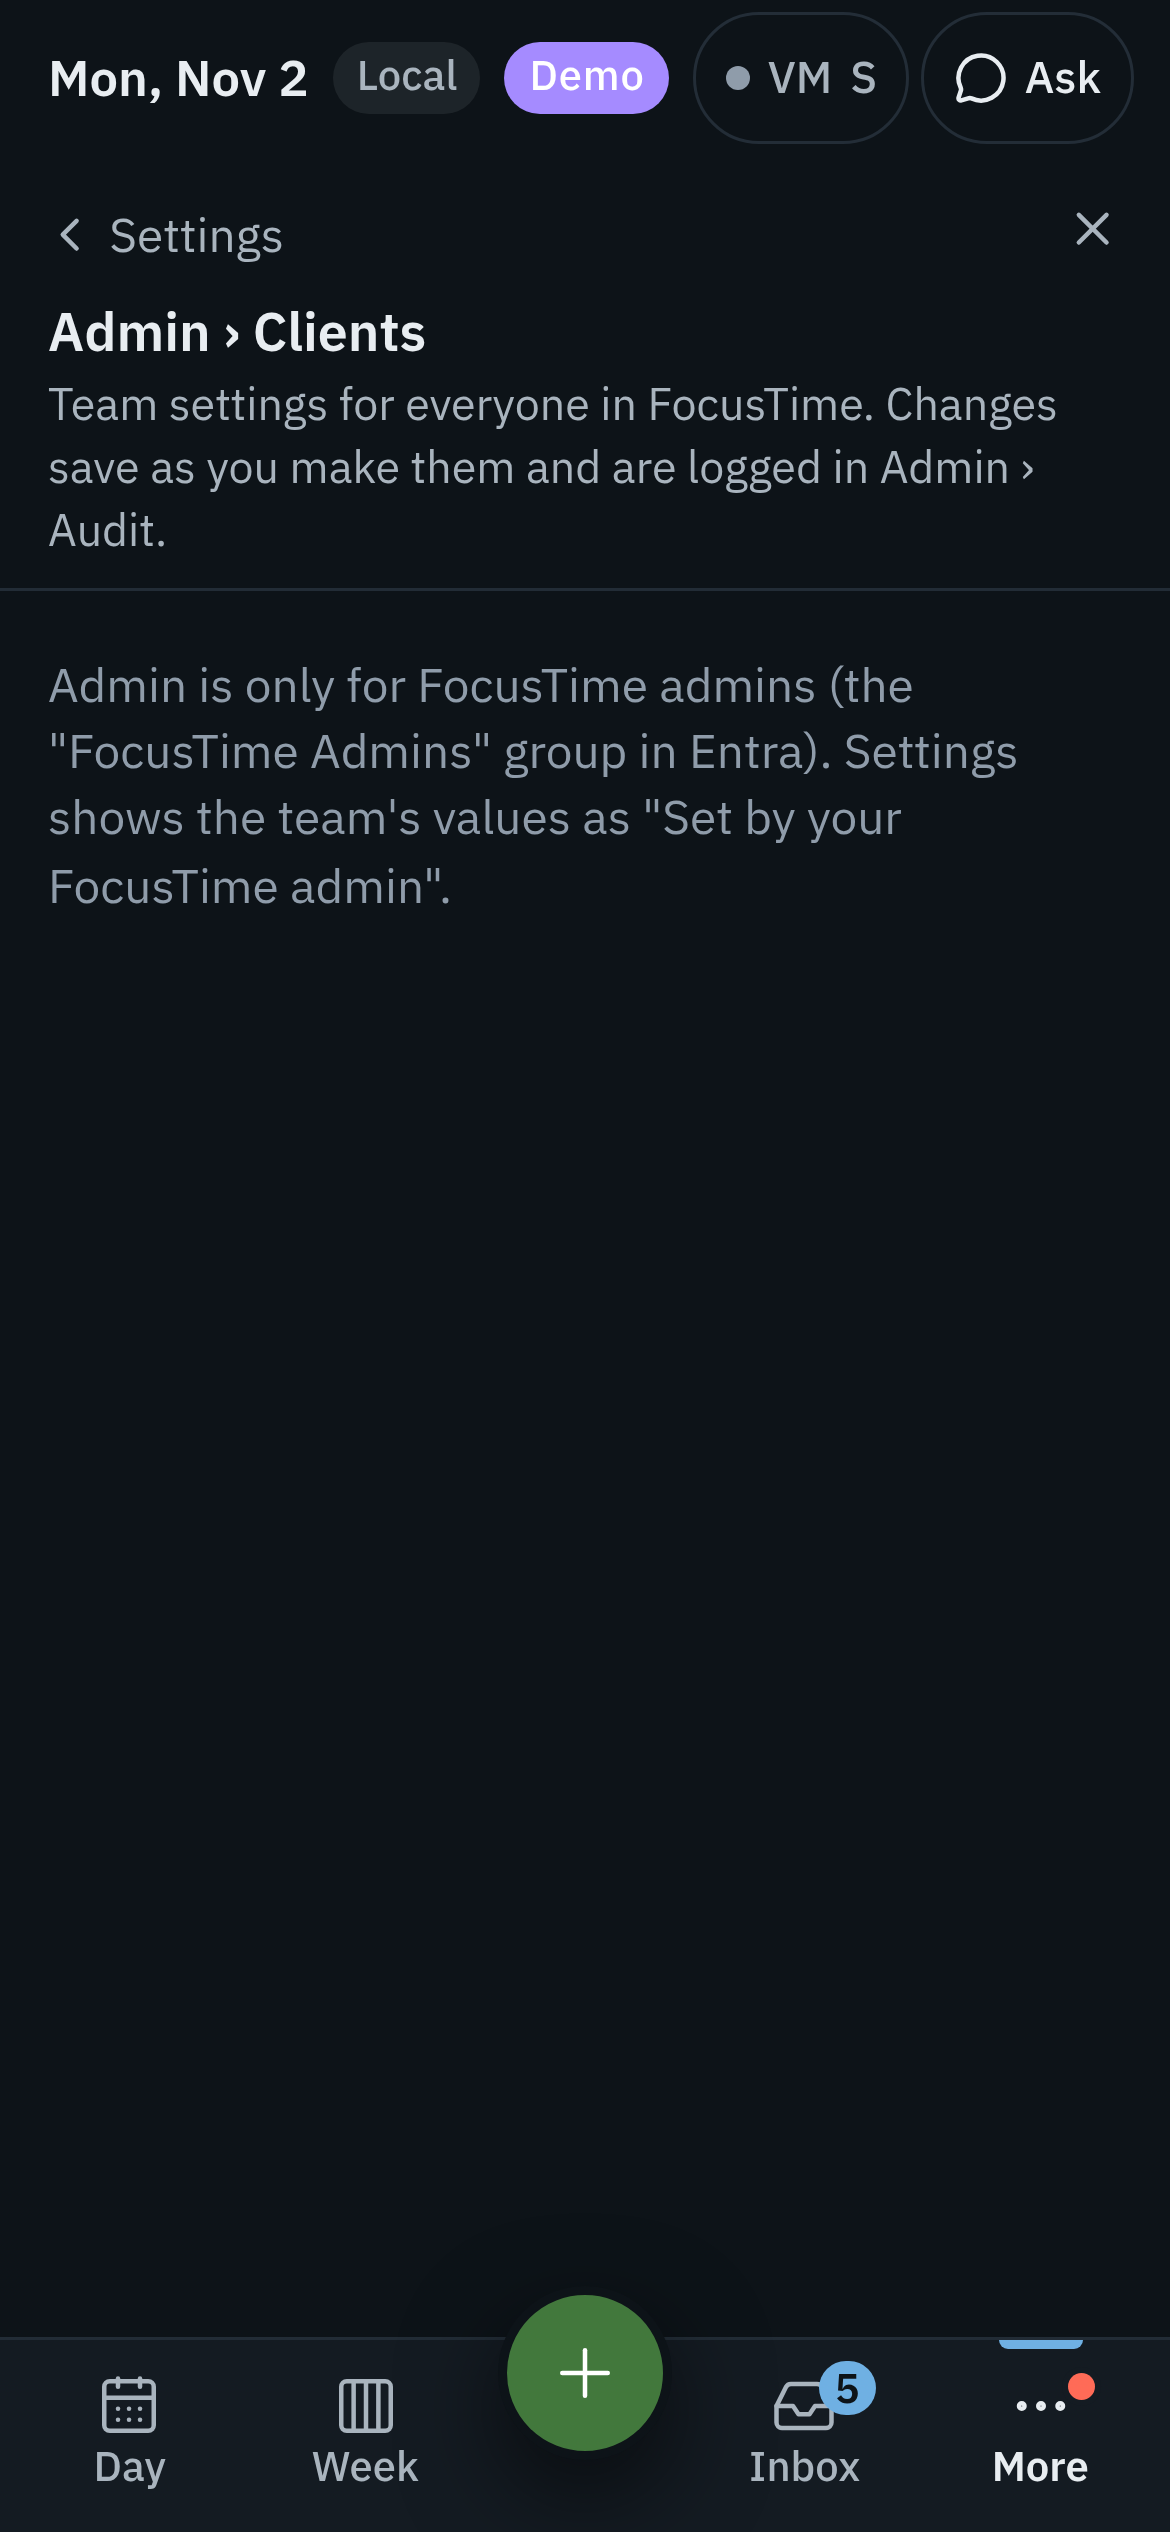 Mon, Nov 2 Local Demo VM S Ask
Settings
Admin › Clients
Team settings for everyone in FocusTime. Changes
save as you make them and are logged in Admin ›
Audit.
Admin is only for FocusTime admins (the
"FocusTime Admins" group in Entra). Settings
shows the team's values as "Set by your
FocusTime admin".
5
Day Week Inbox More